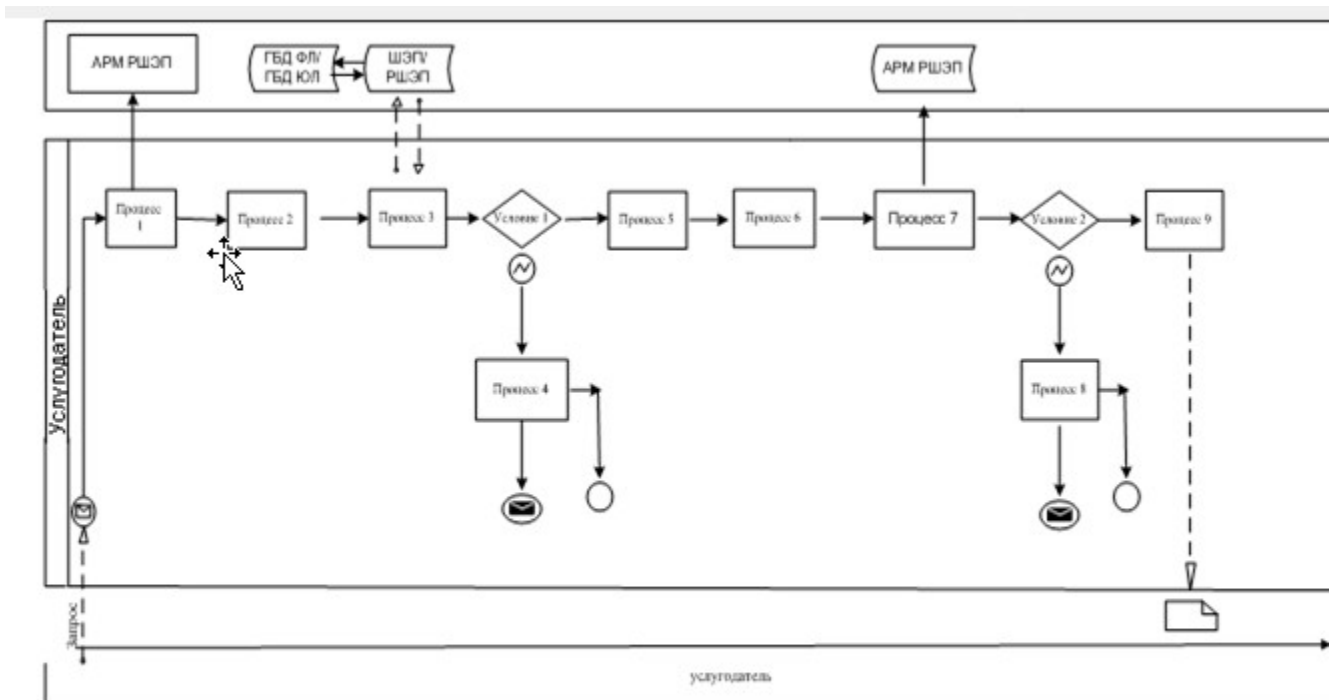 АРМ РШЭП
ГБД ФЛ/
ГБД ЮЛ
ШЭП/
РШЭП
АРМ РШЭП
Процесс
1
Процесс 2
Процесс 3
Условие 1
Процесс 5
Процесс 6
Процесс 7
Условие 2
Процесс 9
Услугодатель
Процесс 4
Процесс 8
Запрос
услугодатель